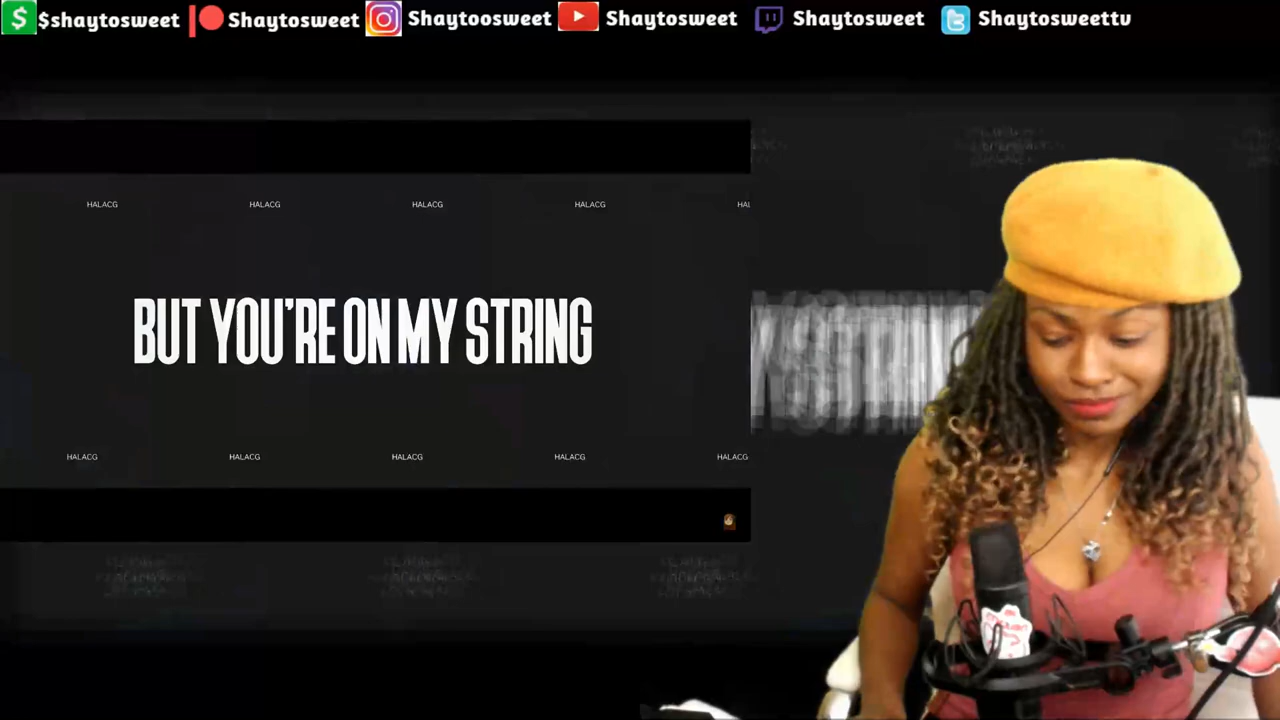 $shaytosweet Shaytosweet Shaytoosweet Shaytosweet Shaytosweet Shaytosweettv
HALACG HALACG HALACG HALACG HAL
BUT YOU'RE ON MY STRING
HALACG HALACG HALACG HALACG HALACG